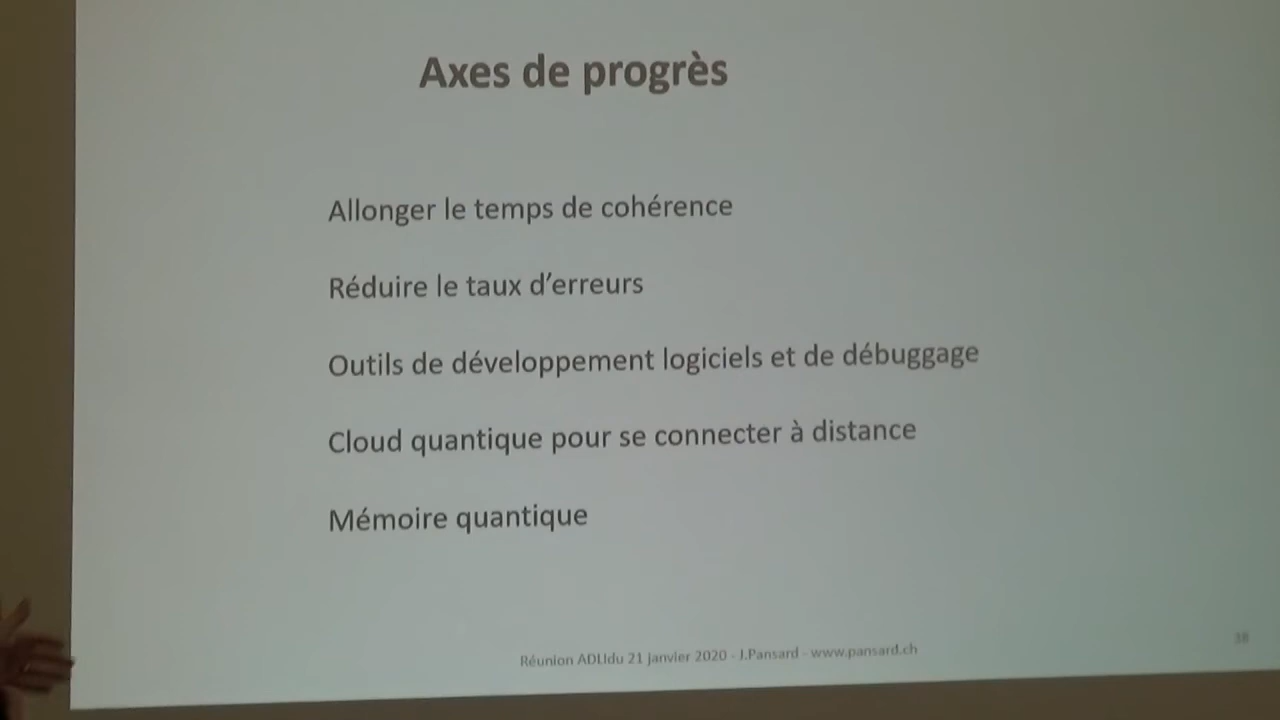 Axes de progrès
Allonger le temps de cohérence
Réduire le taux d'erreurs
Outils de développement logiciels et de débuggage
Cloud quantique pour se connecter à distance
Mémoire quantique
Réunion ADLIdu 21 janvier 2020 - J.Pansard - www.pansard.ch